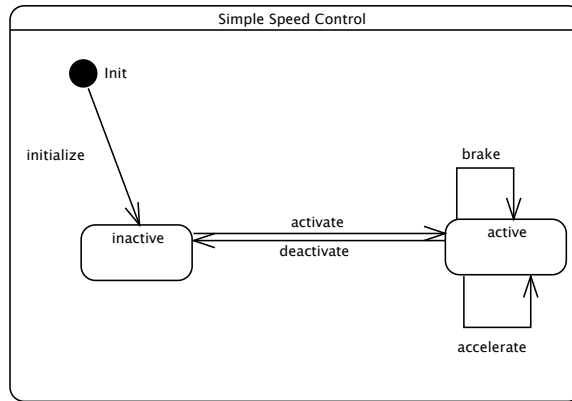 Simple Speed Control
Init
initialize
brake
inactive
activate
active
deactivate
accelerate